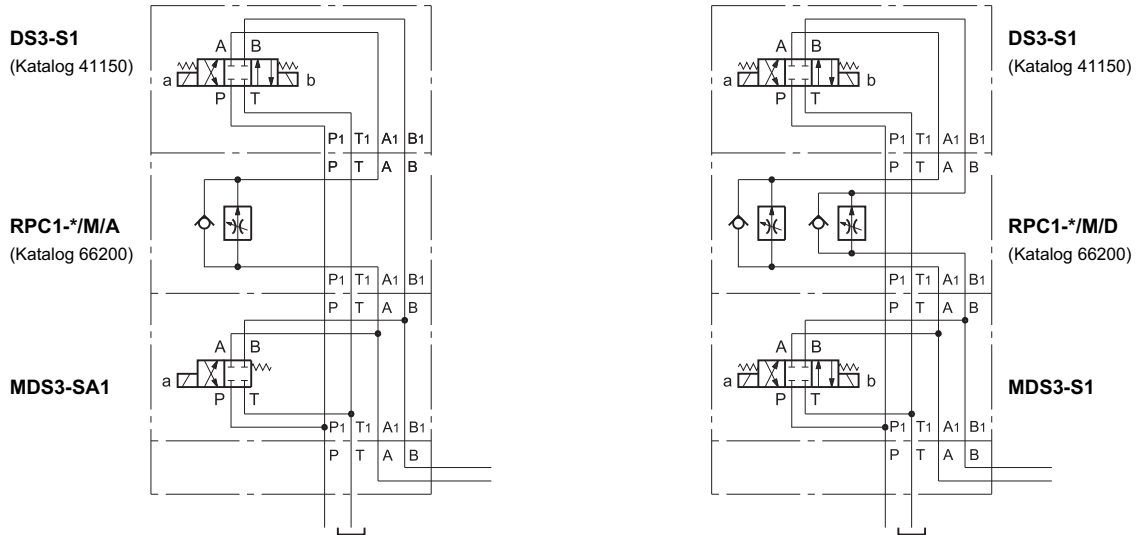 DS3-S1
(Katalog 41150)
A B
a b
P T
P1 T1 A1 B1
P T A B
RPC1-*/M/A
(Katalog 66200)
P1 T1 A1 B1
P T A B
MDS3-SA1
A B
a
P T
P1 T1 A1 B1
P T A B
DS3-S1
(Katalog 41150)
A B
a b
P T
P1 T1 A1 B1
P T A B
RPC1-*/M/D
(Katalog 66200)
P1 T1 A1 B1
P T A B
MDS3-S1
A B
a b
P T
P1 T1 A1 B1
P T A B